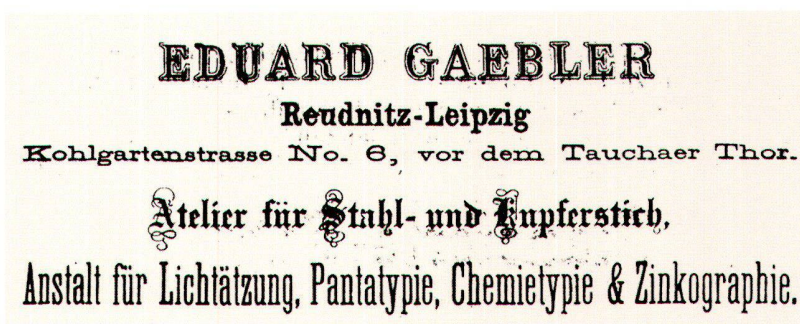 EDUARD GAEBLER
Reudnitz-Leipzig
Kohlgartenstrasse No. 6, vor dem Tauchaer Thor.
Atelier für Stahl- und Kupferstich,
Anstalt für Lichtätzung, Pantatypie, Chemietypie & Zinkographie.